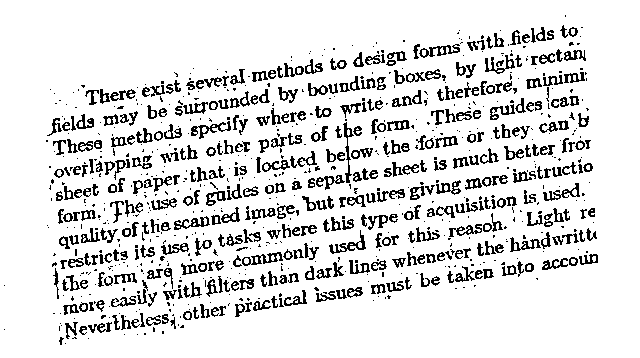 There exist several methods to design forms with fields to
fields may be surrounded by bounding boxes, by light rectan
These methods specify where to write and, therefore, minimi
overlapping with other parts of the form. These guides can
sheet of paper that is located below the form or they can b
form. The use of guides on a separate sheet is much better fror
quality of the scanned image, but requires giving more instructio
restricts its use to tasks where this type of acquisition is used.
the form are more commonly used for this reason. Light re
more easily with filters than dark lines whenever the handwritte
Nevertheless, other practical issues must be taken into accoun